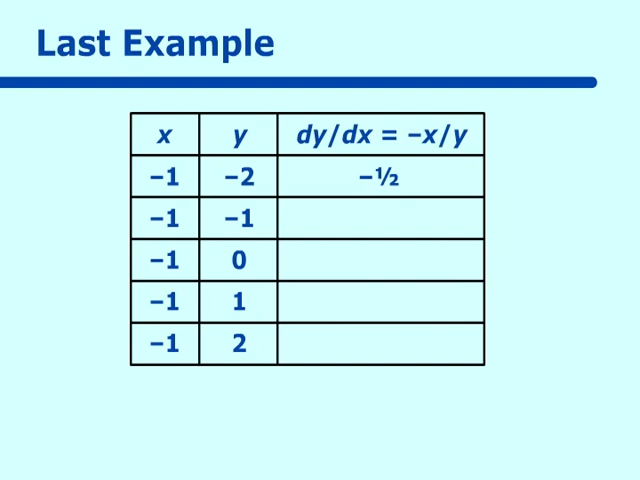 Last Example
x y dy/dx = –x/y
–1 –2 –½
–1 –1
–1 0
–1 1
–1 2